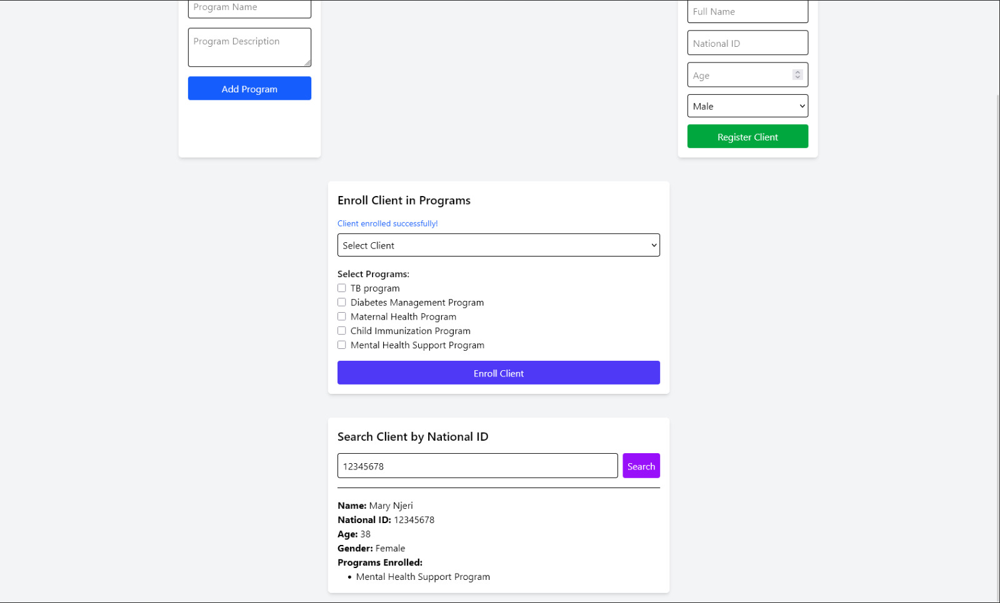 Program Name
Program Description
Add Program
Full Name
National ID
Age
Male
Register Client
Enroll Client in Programs
Client enrolled successfully!
Select Client
Select Programs:
TB program
Diabetes Management Program
Maternal Health Program
Child Immunization Program
Mental Health Support Program
Enroll Client
Search Client by National ID
12345678
Search
Name: Mary Njeri
National ID: 12345678
Age: 38
Gender: Female
Programs Enrolled:
• Mental Health Support Program